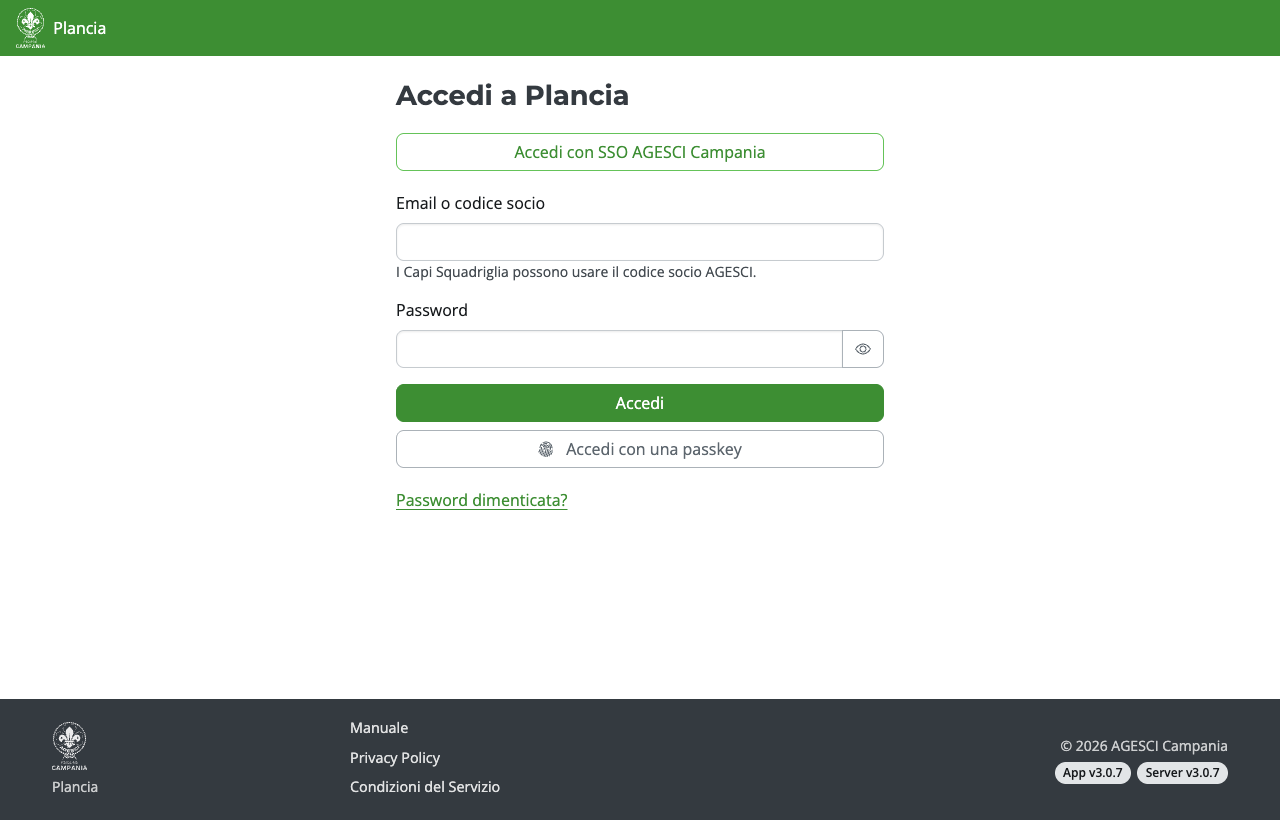 CAMPANIA
Plancia
Accedi a Plancia
Accedi con SSO AGESCI Campania
Email o codice socio
I Capi Squadriglia possono usare il codice socio AGESCI.
Password
Accedi
Accedi con una passkey
Password dimenticata?
CAMPANIA
Plancia
Manuale
Privacy Policy
Condizioni del Servizio
© 2026 AGESCI Campania
App v3.0.7 Server v3.0.7